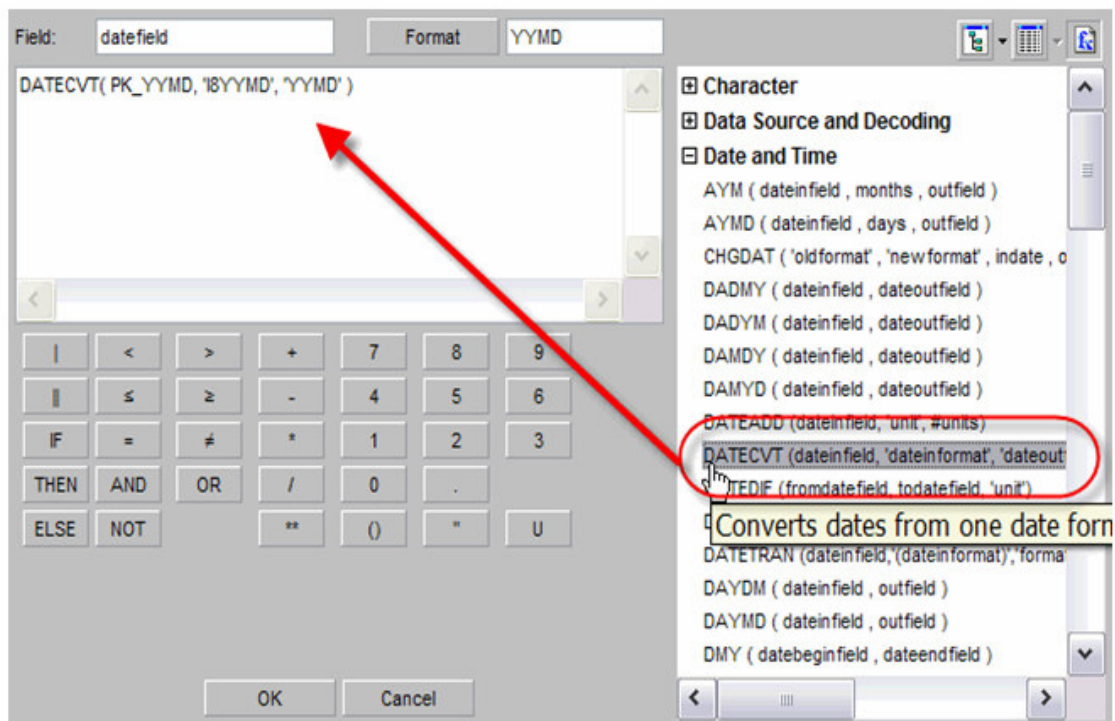 Field: datefield Format YYMD
DATECVT( PK_YYMD, 'I8YYMD', 'YYMD' )
| < > + 7 8 9
|| ≤ ≥ - 4 5 6
IF = ≠ * 1 2 3
THEN AND OR / 0 .
ELSE NOT ** () " U
OK Cancel
Character
Data Source and Decoding
Date and Time
AYM ( dateinfield , months , outfield )
AYMD ( dateinfield , days , outfield )
CHGDAT ( 'oldformat' , 'newformat' , indate , o
DADMY ( dateinfield , dateoutfield )
DADYM ( dateinfield , dateoutfield )
DAMDY ( dateinfield , dateoutfield )
DAMYD ( dateinfield , dateoutfield )
DATEADD (dateinfield, 'unit', #units)
DATECVT (dateinfield, 'dateinformat', 'dateout
(fromdatefield, todatefield, 'unit')
Converts dates from one date form
DATETRAN (dateinfield,'(dateinformat)','forma
DAYDM ( dateinfield , outfield )
DAYMD ( dateinfield , outfield )
DMY ( datebeginfield , dateendfield )